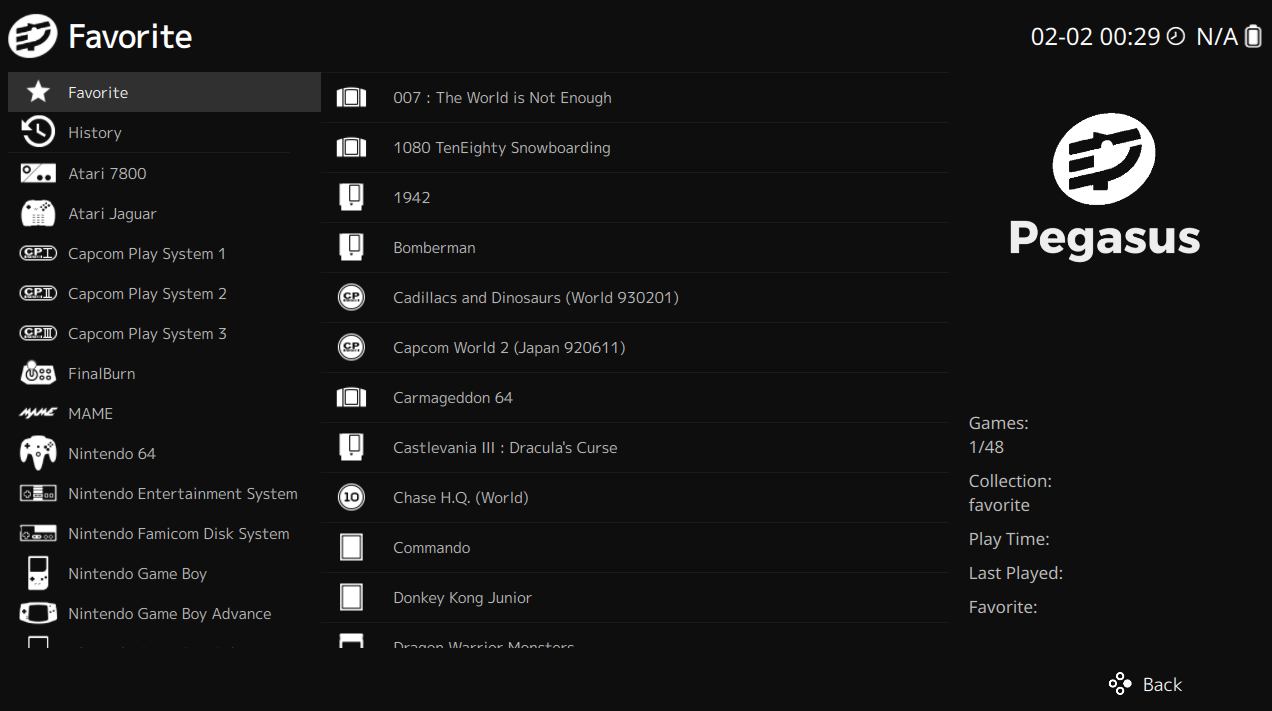 Favorite
02-02 00:29 N/A
Favorite
History
Atari 7800
Atari Jaguar
Capcom Play System 1
Capcom Play System 2
Capcom Play System 3
FinalBurn
MAME
Nintendo 64
Nintendo Entertainment System
Nintendo Famicom Disk System
Nintendo Game Boy
Nintendo Game Boy Advance
007 : The World is Not Enough
1080 TenEighty Snowboarding
1942
Bomberman
Cadillacs and Dinosaurs (World 930201)
Capcom World 2 (Japan 920611)
Carmageddon 64
Castlevania III : Dracula's Curse
10
Chase H.Q. (World)
Commando
Donkey Kong Junior
Dragon Warrior Monsters
Pegasus
Games:
1/48
Collection:
favorite
Play Time:
Last Played:
Favorite:
Back